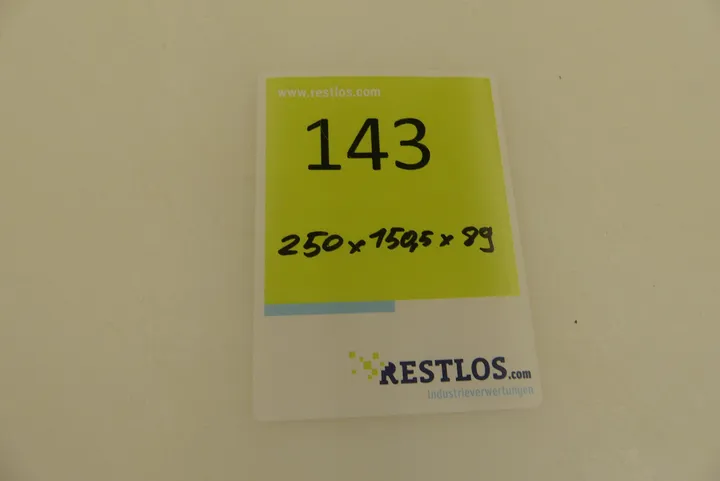 www.restlos.com
143
250 x 150,5 x 89
RESTLOS.com
Industrieverwertungen